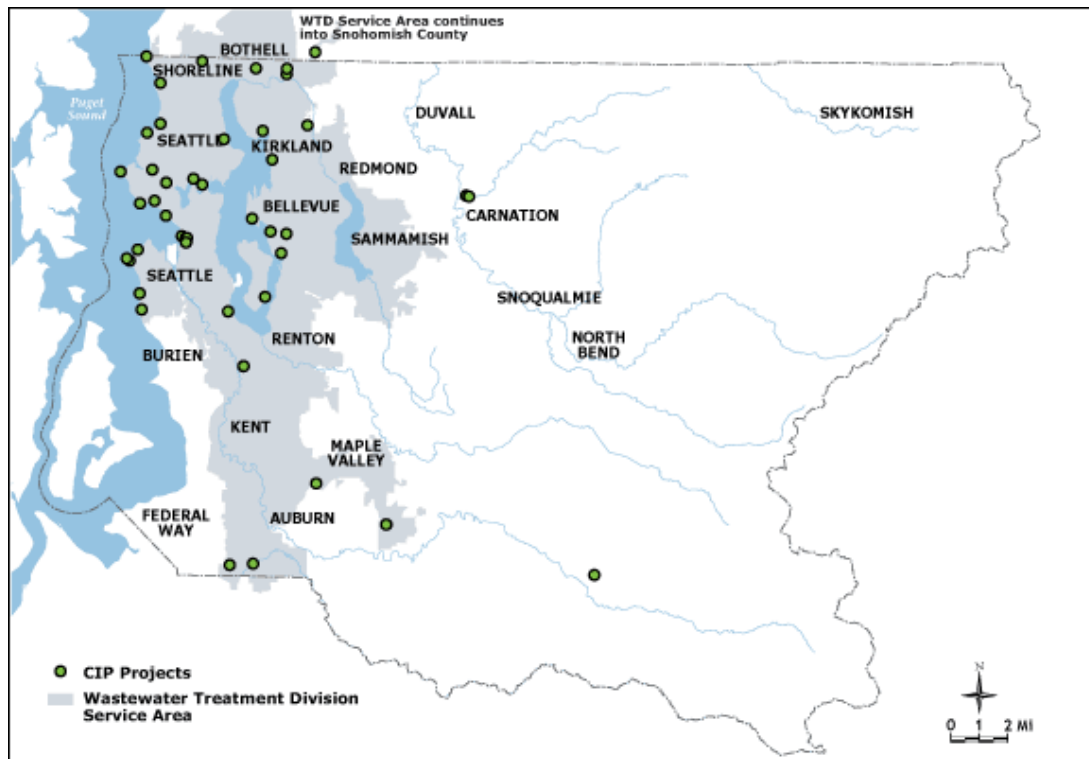 WTD Service Area continues
into Snohomish County
BOTHELL
SHORELINE
Puget
Sound
DUVALL
SKYKOMISH
SEATTLE
KIRKLAND
REDMOND
BELLEVUE
CARNATION
SAMMAMISH
SEATTLE
SNOQUALMIE
RENTON
NORTH
BEND
BURIEN
KENT
MAPLE
VALLEY
FEDERAL
WAY
AUBURN
CIP Projects
Wastewater Treatment Division
Service Area
N
0 1 2 MI